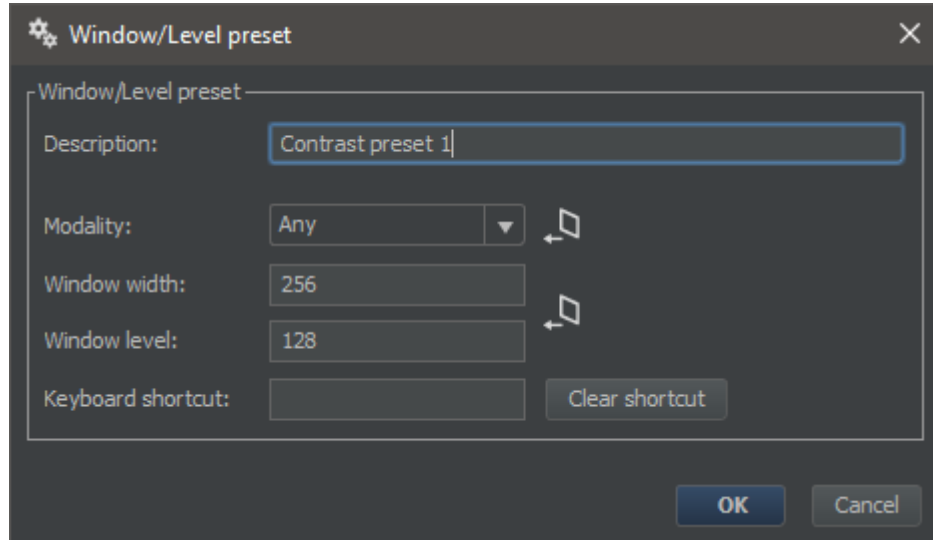 Window/Level preset
Window/Level preset
Description: Contrast preset 1
Modality: Any
Window width: 256
Window level: 128
Keyboard shortcut: Clear shortcut
OK Cancel